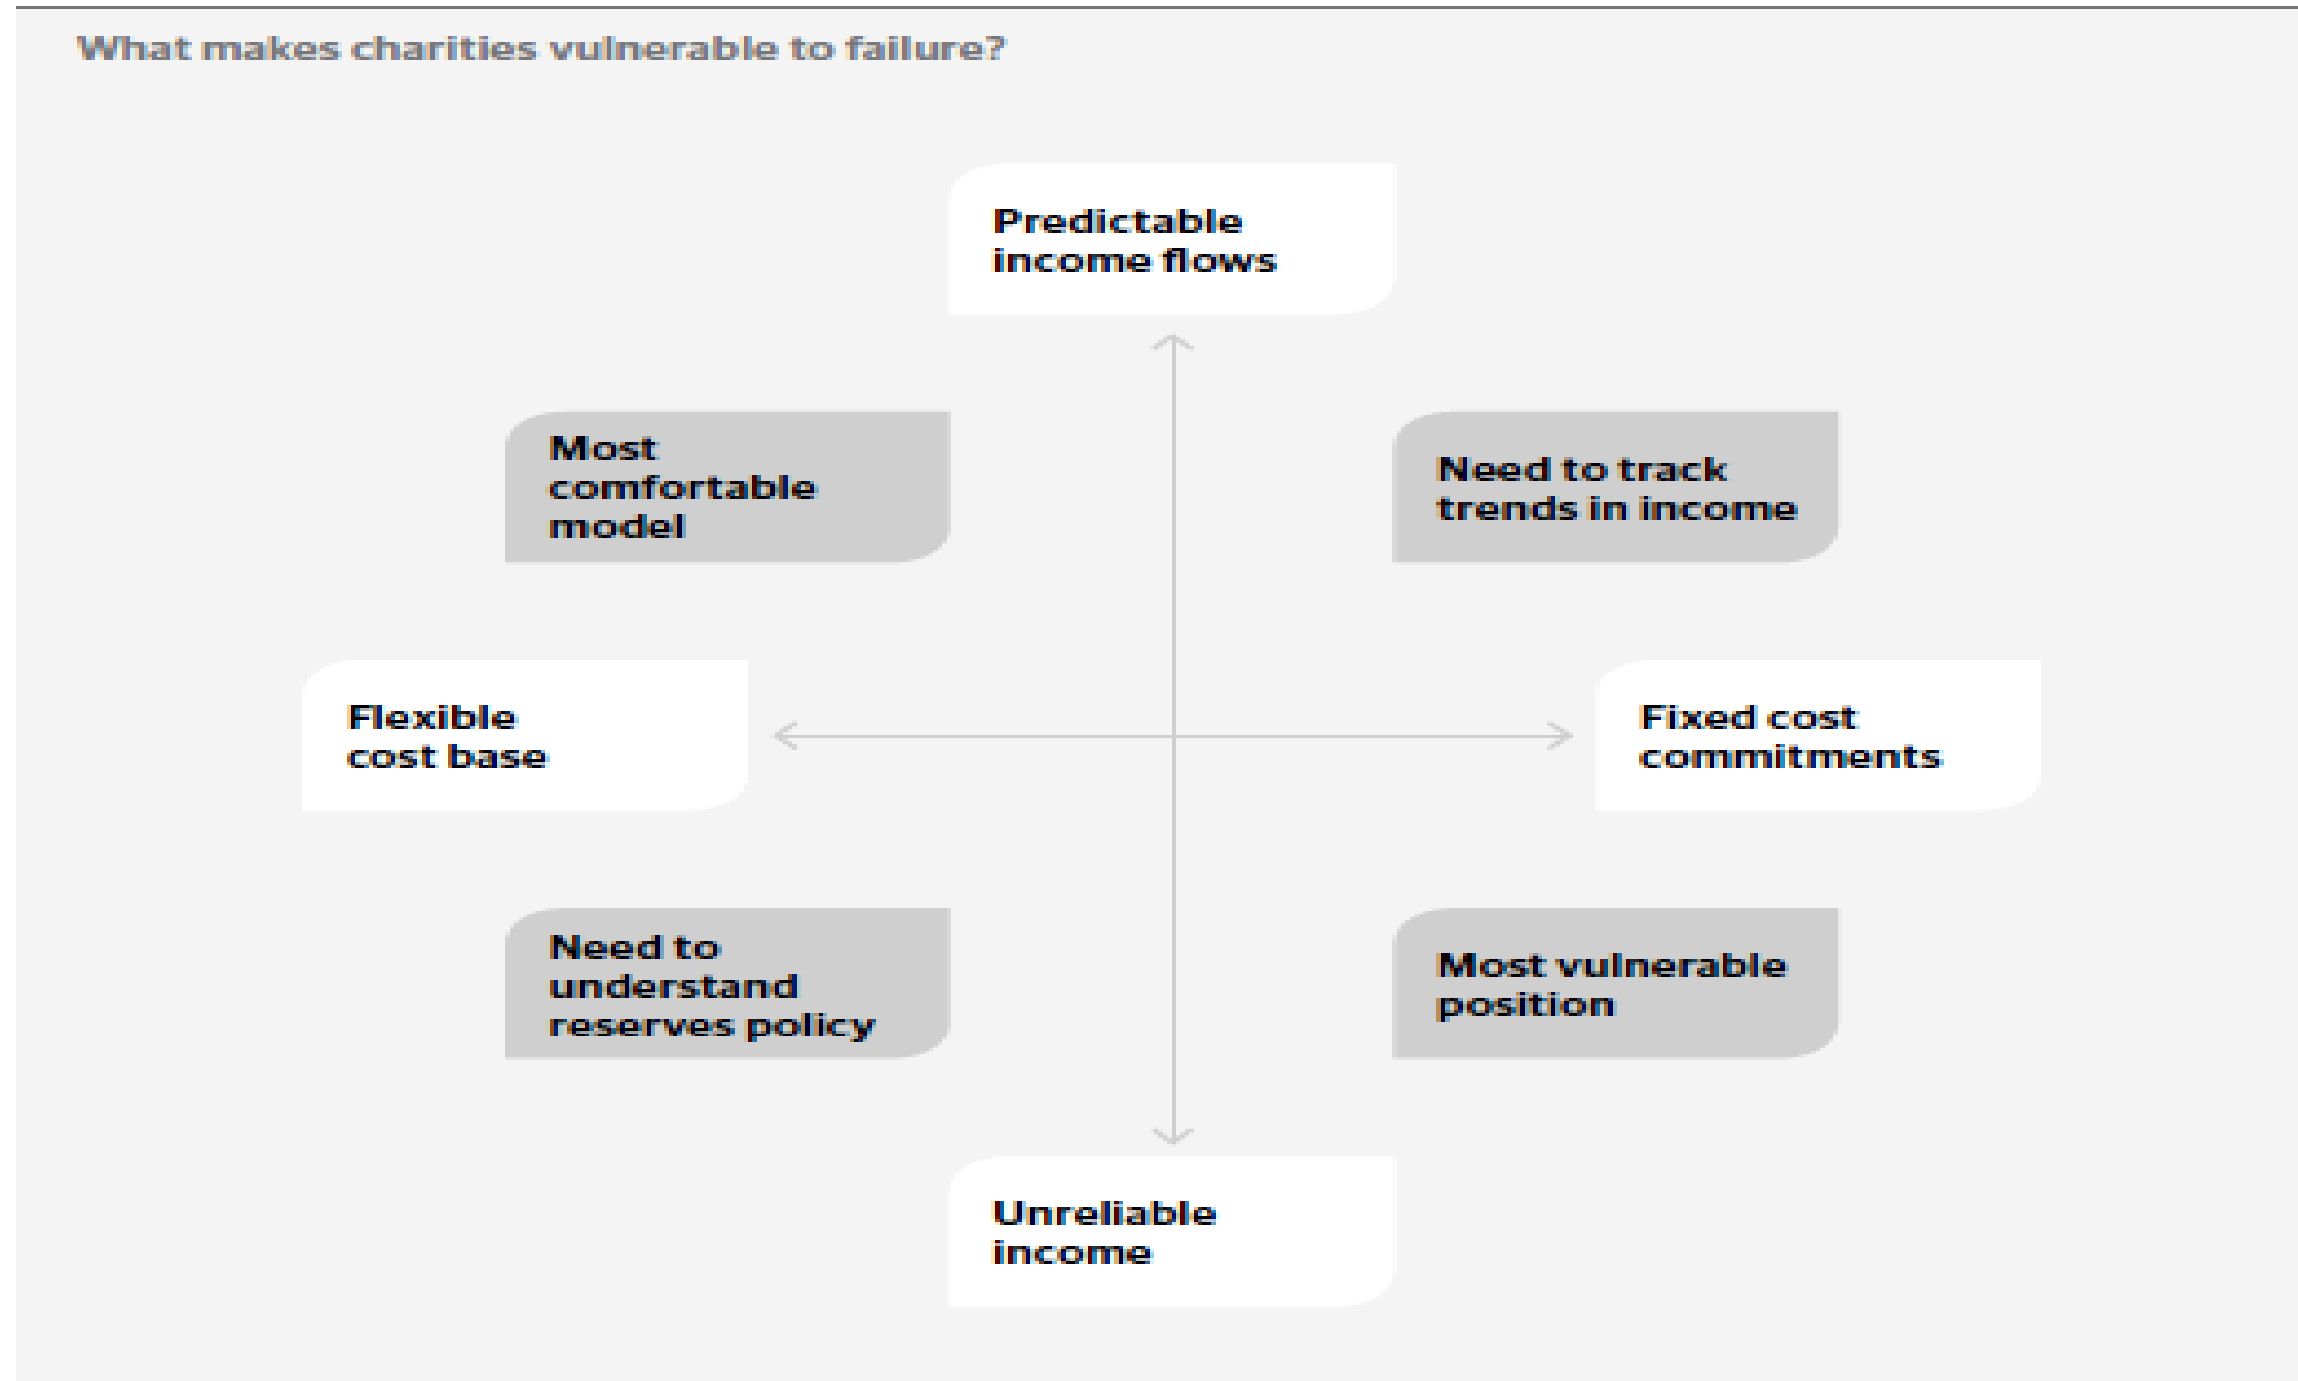 What makes charities vulnerable to failure?
Predictable
income flows
Most
comfortable
model
Need to track
trends in income
Flexible
cost base
Fixed cost
commitments
Need to
understand
reserves policy
Most vulnerable
position
Unreliable
income